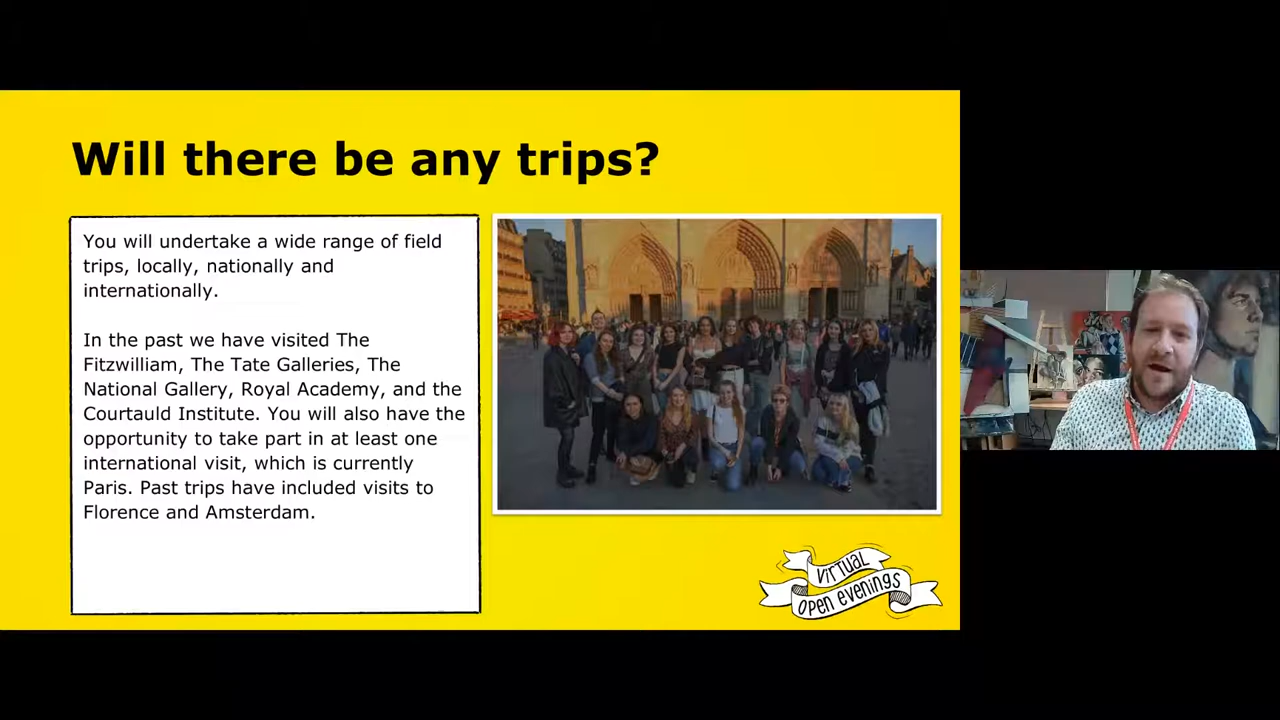 Will there be any trips?
You will undertake a wide range of field
trips, locally, nationally and
internationally.
In the past we have visited The
Fitzwilliam, The Tate Galleries, The
National Gallery, Royal Academy, and the
Courtauld Institute. You will also have the
opportunity to take part in at least one
international visit, which is currently
Paris. Past trips have included visits to
Florence and Amsterdam.
VIRTUAL
OPEN EVENINGS